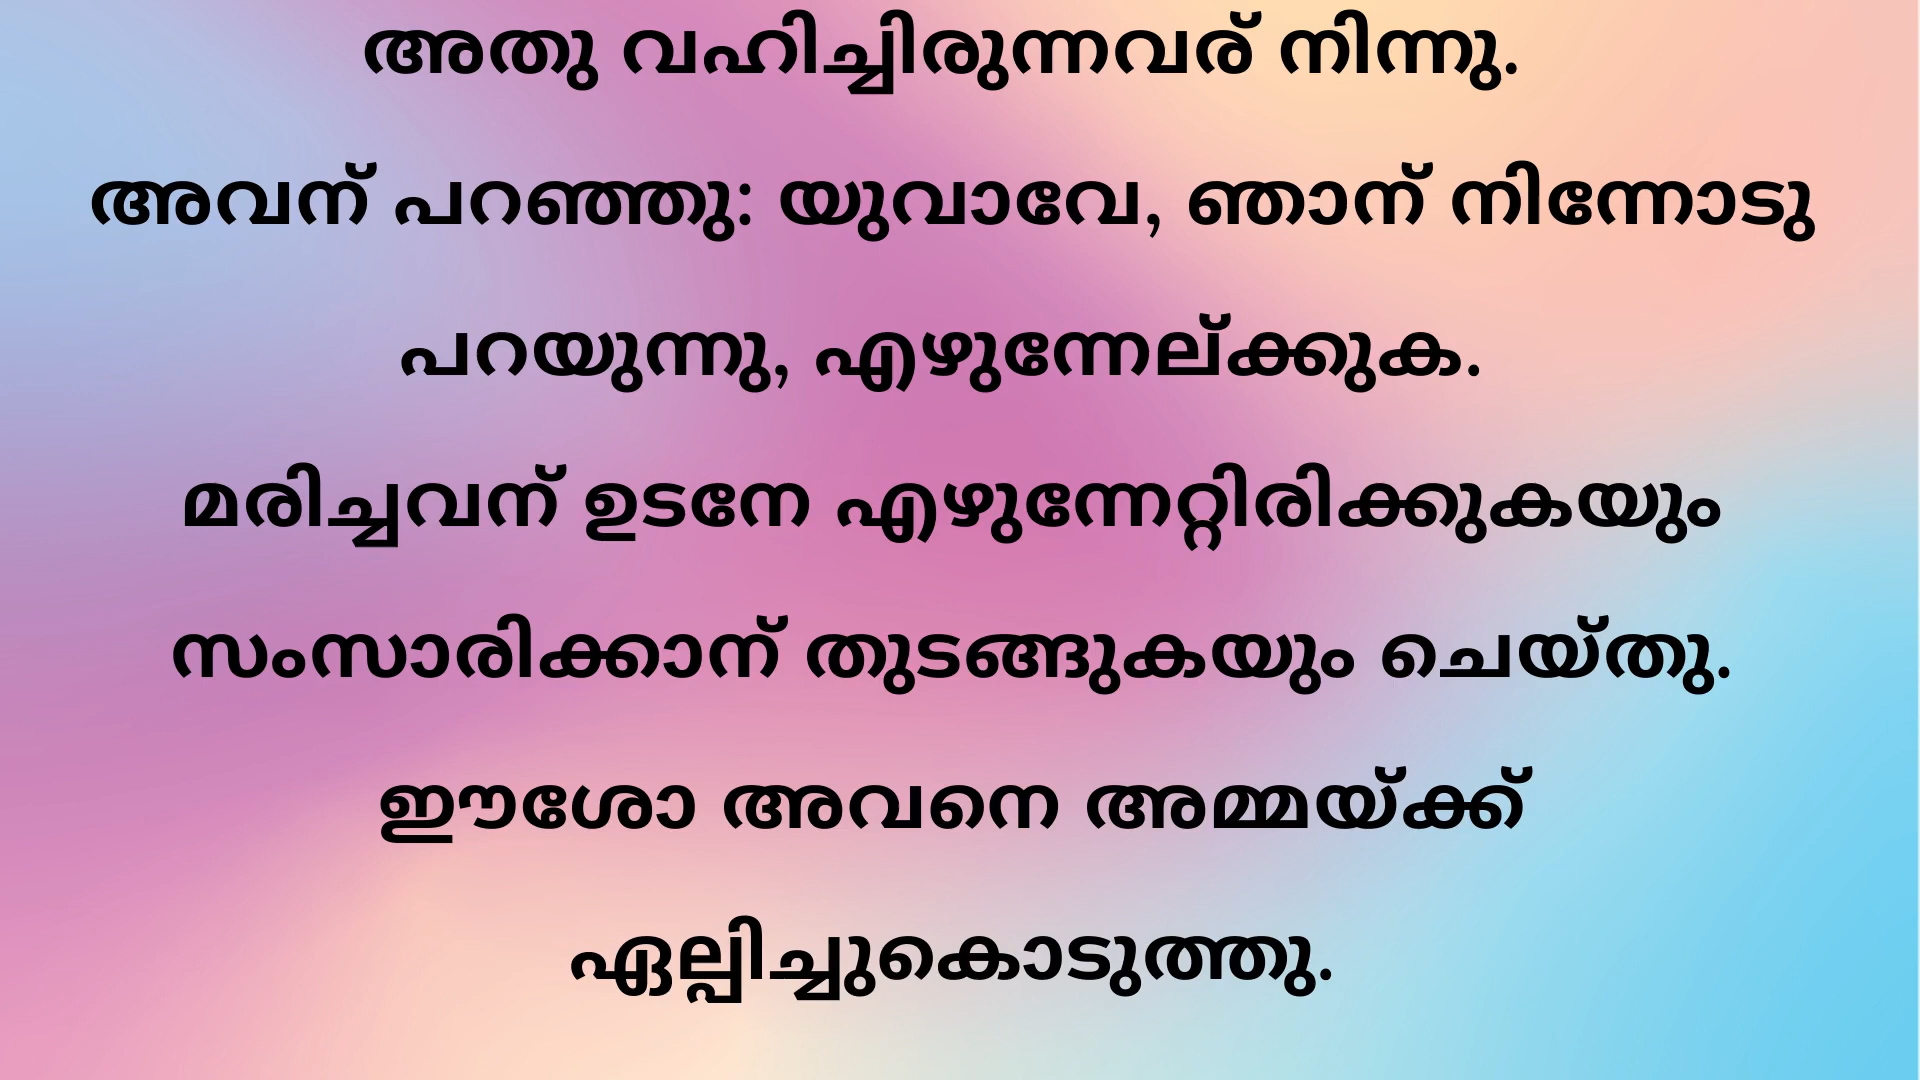 അതു വഹിച്ചിരുന്നവര് നിന്നു.
അവന് പറഞ്ഞു: യുവാവേ, ഞാന് നിന്നോടു
പറയുന്നു, എഴുന്നേല്ക്കുക.
മരിച്ചവന് ഉടനേ എഴുന്നേറ്റിരിക്കുകയും
സംസാരിക്കാന് തുടങ്ങുകയും ചെയ്തു.
ഈശോ അവനെ അമ്മയ്ക്ക്
ഏല്പിച്ചുകൊടുത്തു.